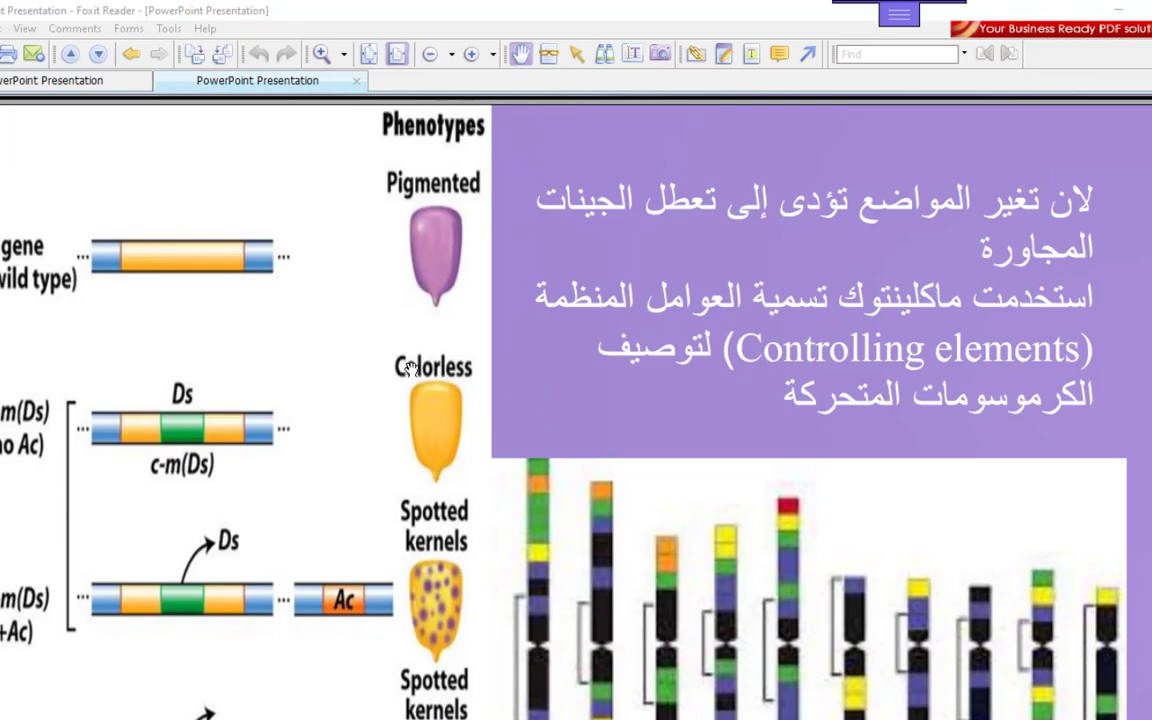 t Presentation - Foxit Reader - [PowerPoint Presentation]
View Comments Forms Tools Help
Your Business Ready PDF solut
Find
werPoint Presentation
PowerPoint Presentation
Phenotypes
Pigmented
gene
wild type)
Colorless
Ds
m(Ds)
no Ac)
c-m(Ds)
Spotted
kernels
Ds
m(Ds)
+Ac)
Ac
Spotted
kernels
لان تغير المواضع تؤدى إلى تعطل الجينات
المجاورة
استخدمت ماكلينتوك تسمية العوامل المنظمة
(Controlling elements) لتوصيف
الكرموسومات المتحركة